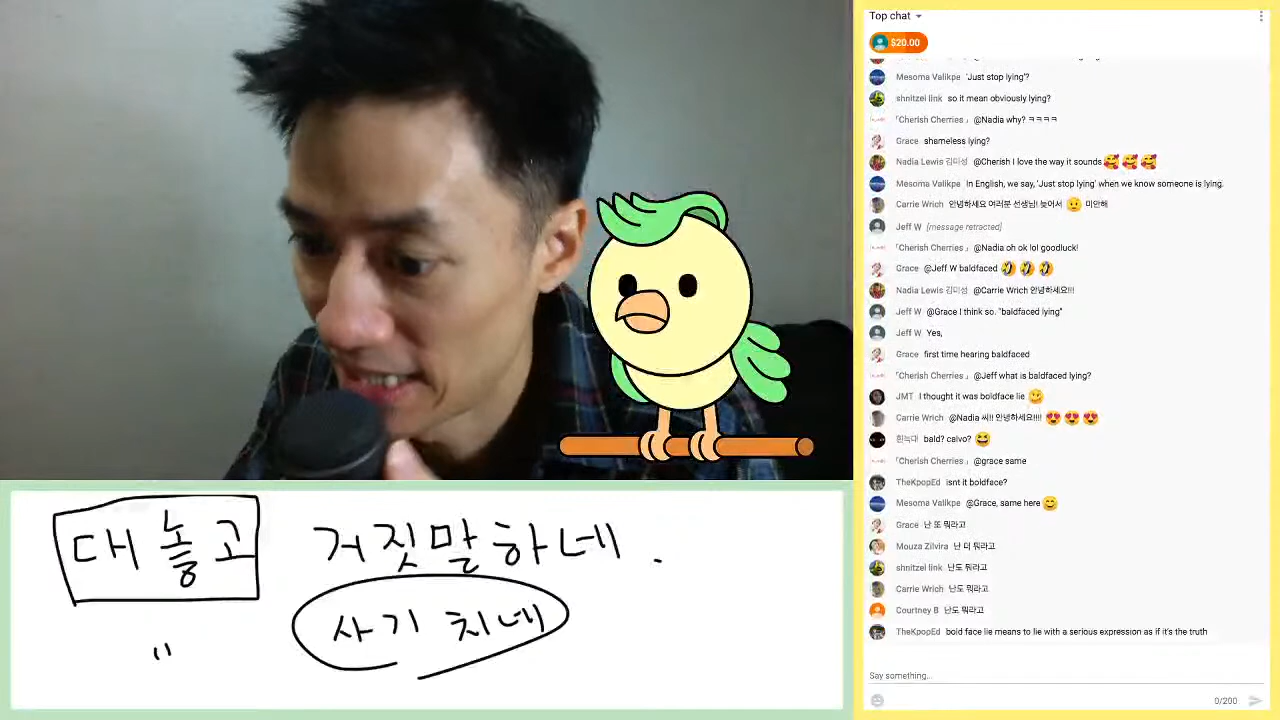 대놓고 거짓말하네.
" 사기 치네
Top chat
$20.00
Mesoma Valikpe 'Just stop lying'?
shnitzel link so it mean obviously lying?
「Cherish Cherries 」 @Nadia why? ㅋㅋㅋㅋ
Grace shameless lying?
Nadia Lewis 김미성 @Cherish I love the way it sounds 🥰 🥰 🥰
Mesoma Valikpe In English, we say, 'Just stop lying' when we know someone is lying.
Carrie Wrich 안녕하세요 여러분 선생님! 늦어서 😓 미안해
Jeff W [message retracted]
「Cherish Cherries 」 @Nadia oh ok lol goodluck!
Grace @Jeff W baldfaced 🤣 🤣 🤣
Nadia Lewis 김미성 @Carrie Wrich 안녕하세요!!!
Jeff W @Grace I think so. "baldfaced lying"
Jeff W Yes,
Grace first time hearing baldfaced
「Cherish Cherries 」 @Jeff what is baldfaced lying?
JMT I thought it was boldface lie
Carrie Wrich @Nadia 씨!! 안녕하세요!!!! 😍 😍 😍
흰늑대 bald? calvo? 😆
「Cherish Cherries 」 @grace same
TheKpopEd isnt it boldface?
Mesoma Valikpe @Grace, same here 😊
Grace 난 또 뭐라고
Mouza Zilvira 난 더 뭐라고
shnitzel link 난도 뭐라고
Carrie Wrich 난도 뭐라고
Courtney B 난도 뭐라고
TheKpopEd bold face lie means to lie with a serious expression as if it's the truth
Say something...
0/200